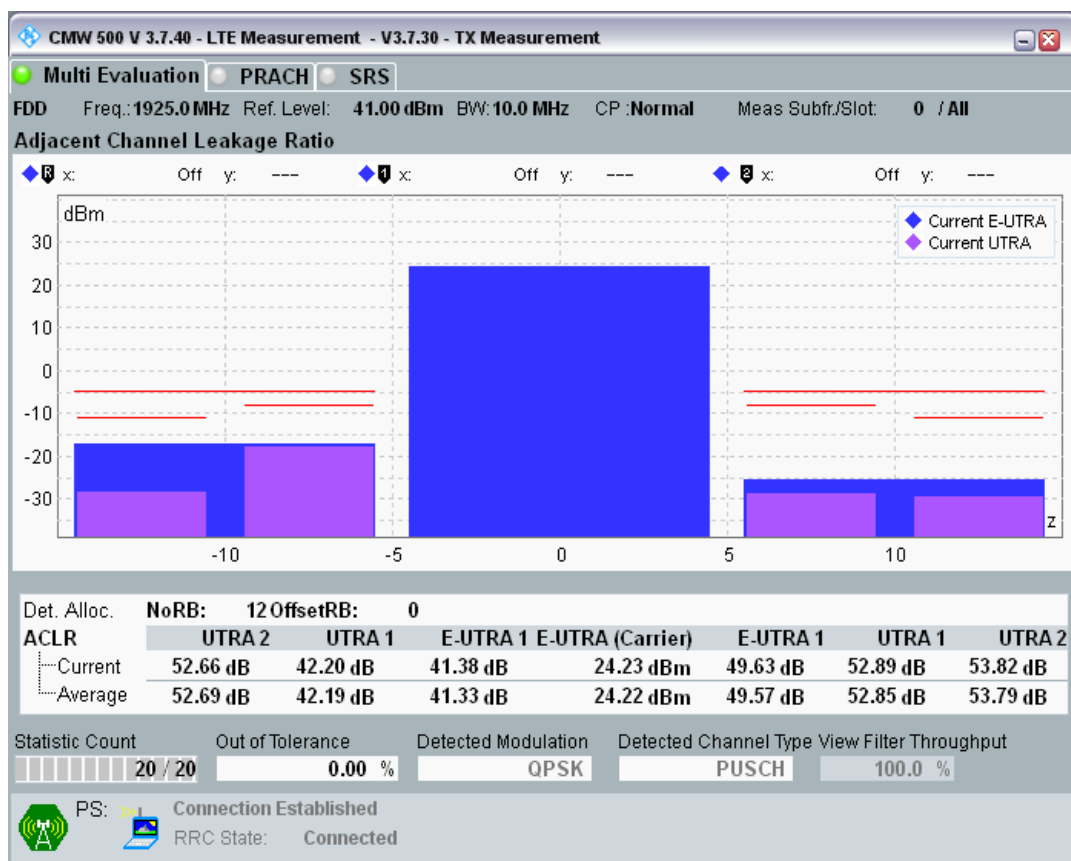 CMW 500 V 3.7.40 - LTE Measurement - V3.7.30 - TX Measurement
Multi Evaluation PRACH SRS
FDD Freq.: 1925.0 MHz Ref. Level: 41.00 dBm BW: 10.0 MHz CP :Normal Meas Subfr./Slot: 0 / All
Adjacent Channel Leakage Ratio
R x: Off y: --- 1 x: Off y: --- 2 x: Off y: ---
dBm
Current E-UTRA
Current UTRA
30
20
10
0
-10
-20
-30
z
-10 -5 0 5 10
Det. Alloc. NoRB: 12 OffsetRB: 0
ACLR UTRA 2 UTRA 1 E-UTRA 1 E-UTRA (Carrier) E-UTRA 1 UTRA 1 UTRA 2
Current 52.66 dB 42.20 dB 41.38 dB 24.23 dBm 49.63 dB 52.89 dB 53.82 dB
Average 52.69 dB 42.19 dB 41.33 dB 24.22 dBm 49.57 dB 52.85 dB 53.79 dB
Statistic Count Out of Tolerance Detected Modulation Detected Channel Type View Filter Throughput
20 / 20 0.00 % QPSK PUSCH 100.0 %
PS: Connection Established
RRC State: Connected